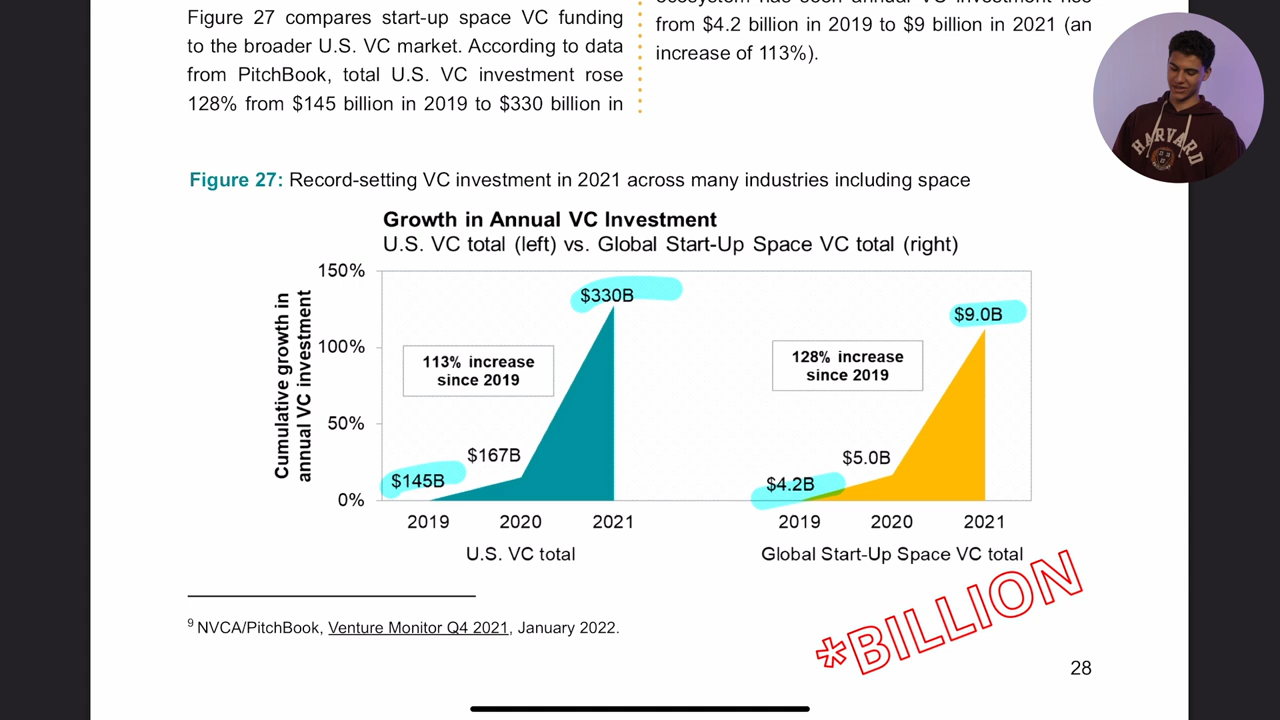 Figure 27 compares start-up space VC funding
to the broader U.S. VC market. According to data
from PitchBook, total U.S. VC investment rose
128% from $145 billion in 2019 to $330 billion in
from $4.2 billion in 2019 to $9 billion in 2021 (an
increase of 113%).
HARVARD
Figure 27: Record-setting VC investment in 2021 across many industries including space
Growth in Annual VC Investment
U.S. VC total (left) vs. Global Start-Up Space VC total (right)
Cumulative growth in
annual VC investment
150%
100%
50%
0%
$330B
113% increase
since 2019
$167B
$145B
2019 2020 2021
U.S. VC total
$9.0B
128% increase
since 2019
$5.0B
$4.2B
2019 2020 2021
Global Start-Up Space VC total
*BILLION
9 NVCA/PitchBook, Venture Monitor Q4 2021, January 2022.
28